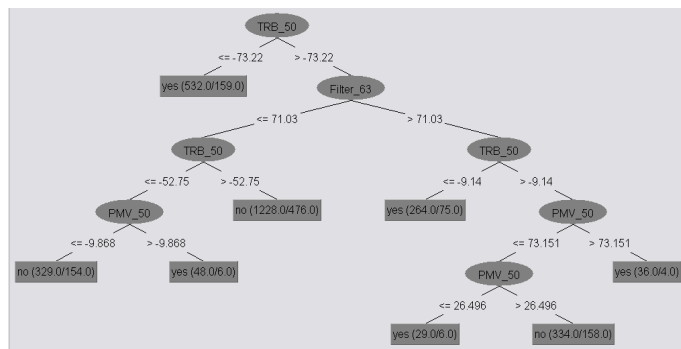 TRB_50
<= -73.22 > -73.22
yes (532.0/159.0) Filter_63
<= 71.03 > 71.03
TRB_50 TRB_50
<= -52.75 > -52.75 <= -9.14 > -9.14
PMV_50 no (1228.0/476.0) yes (264.0/75.0) PMV_50
<= -9.868 > -9.868 <= 73.151 > 73.151
no (329.0/154.0) yes (48.0/6.0) PMV_50 yes (36.0/4.0)
<= 26.496 > 26.496
yes (29.0/6.0) no (334.0/158.0)